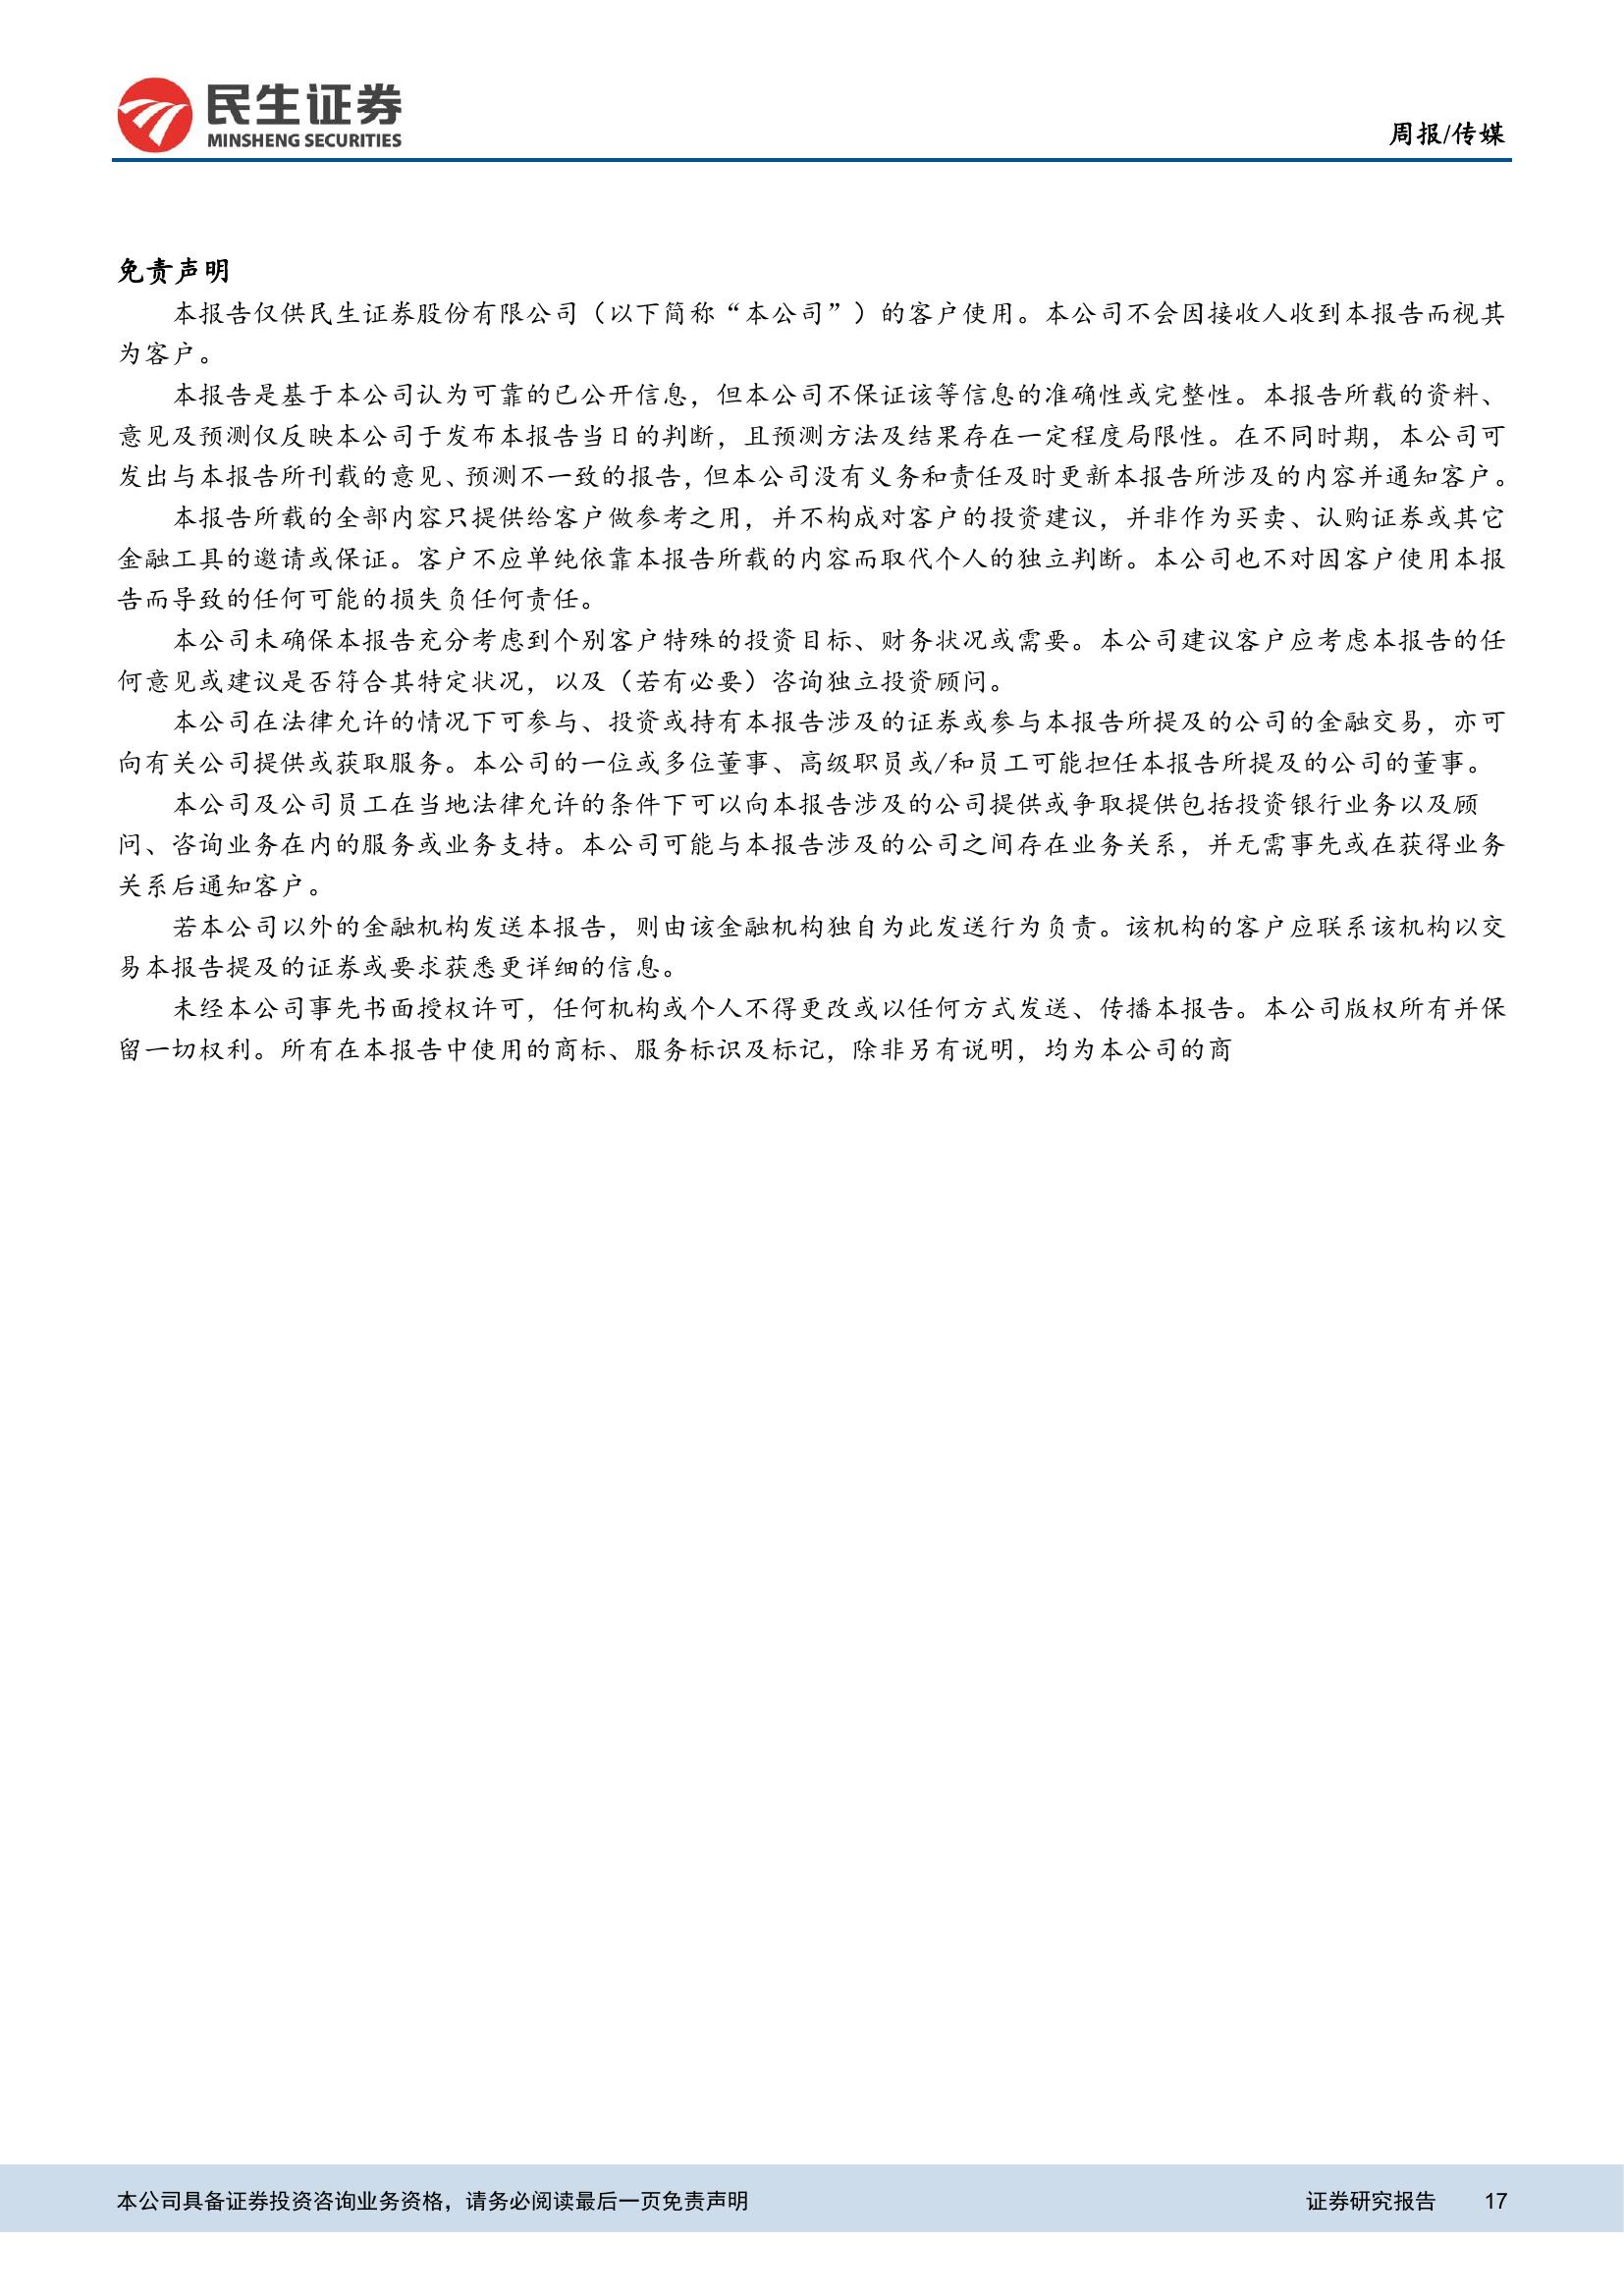 民生证券
MINSHENG SECURITIES
周报/传媒
免责声明
本报告仅供民生证券股份有限公司（以下简称“本公司”）的客户使用。本公司不会因接收人收到本报告而视其
为客户。
本报告是基于本公司认为可靠的已公开信息，但本公司不保证该等信息的准确性或完整性。本报告所载的资料、
意见及预测仅反映本公司于发布本报告当日的判断，且预测方法及结果存在一定程度局限性。在不同时期，本公司可
发出与本报告所刊载的意见、预测不一致的报告，但本公司没有义务和责任及时更新本报告所涉及的内容并通知客户。
本报告所载的全部内容只提供给客户做参考之用，并不构成对客户的投资建议，并非作为买卖、认购证券或其它
金融工具的邀请或保证。客户不应单纯依靠本报告所载的内容而取代个人的独立判断。本公司也不对因客户使用本报
告而导致的任何可能的损失负任何责任。
本公司未确保本报告充分考虑到个别客户特殊的投资目标、财务状况或需要。本公司建议客户应考虑本报告的任
何意见或建议是否符合其特定状况，以及（若有必要）咨询独立投资顾问。
本公司在法律允许的情况下可参与、投资或持有本报告涉及的证券或参与本报告所提及的公司的金融交易，亦可
向有关公司提供或获取服务。本公司的一位或多位董事、高级职员或/和员工可能担任本报告所提及的公司的董事。
本公司及公司员工在当地法律允许的条件下可以向本报告涉及的公司提供或争取提供包括投资银行业务以及顾
问、咨询业务在内的服务或业务支持。本公司可能与本报告涉及的公司之间存在业务关系，并无需事先或在获得业务
关系后通知客户。
若本公司以外的金融机构发送本报告，则由该金融机构独自为此发送行为负责。该机构的客户应联系该机构以交
易本报告提及的证券或要求获悉更详细的信息。
未经本公司事先书面授权许可，任何机构或个人不得更改或以任何方式发送、传播本报告。本公司版权所有并保
留一切权利。所有在本报告中使用的商标、服务标识及标记，除非另有说明，均为本公司的商
本公司具备证券投资咨询业务资格，请务必阅读最后一页免责声明
证券研究报告 17